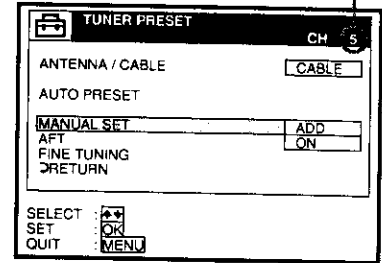 TUNER PRESET
CH 5
ANTENNA / CABLE CABLE
AUTO PRESET
MANUAL SET ADD
AFT ON
FINE TUNING
RETURN
SELECT :
SET : OK
QUIT : MENU